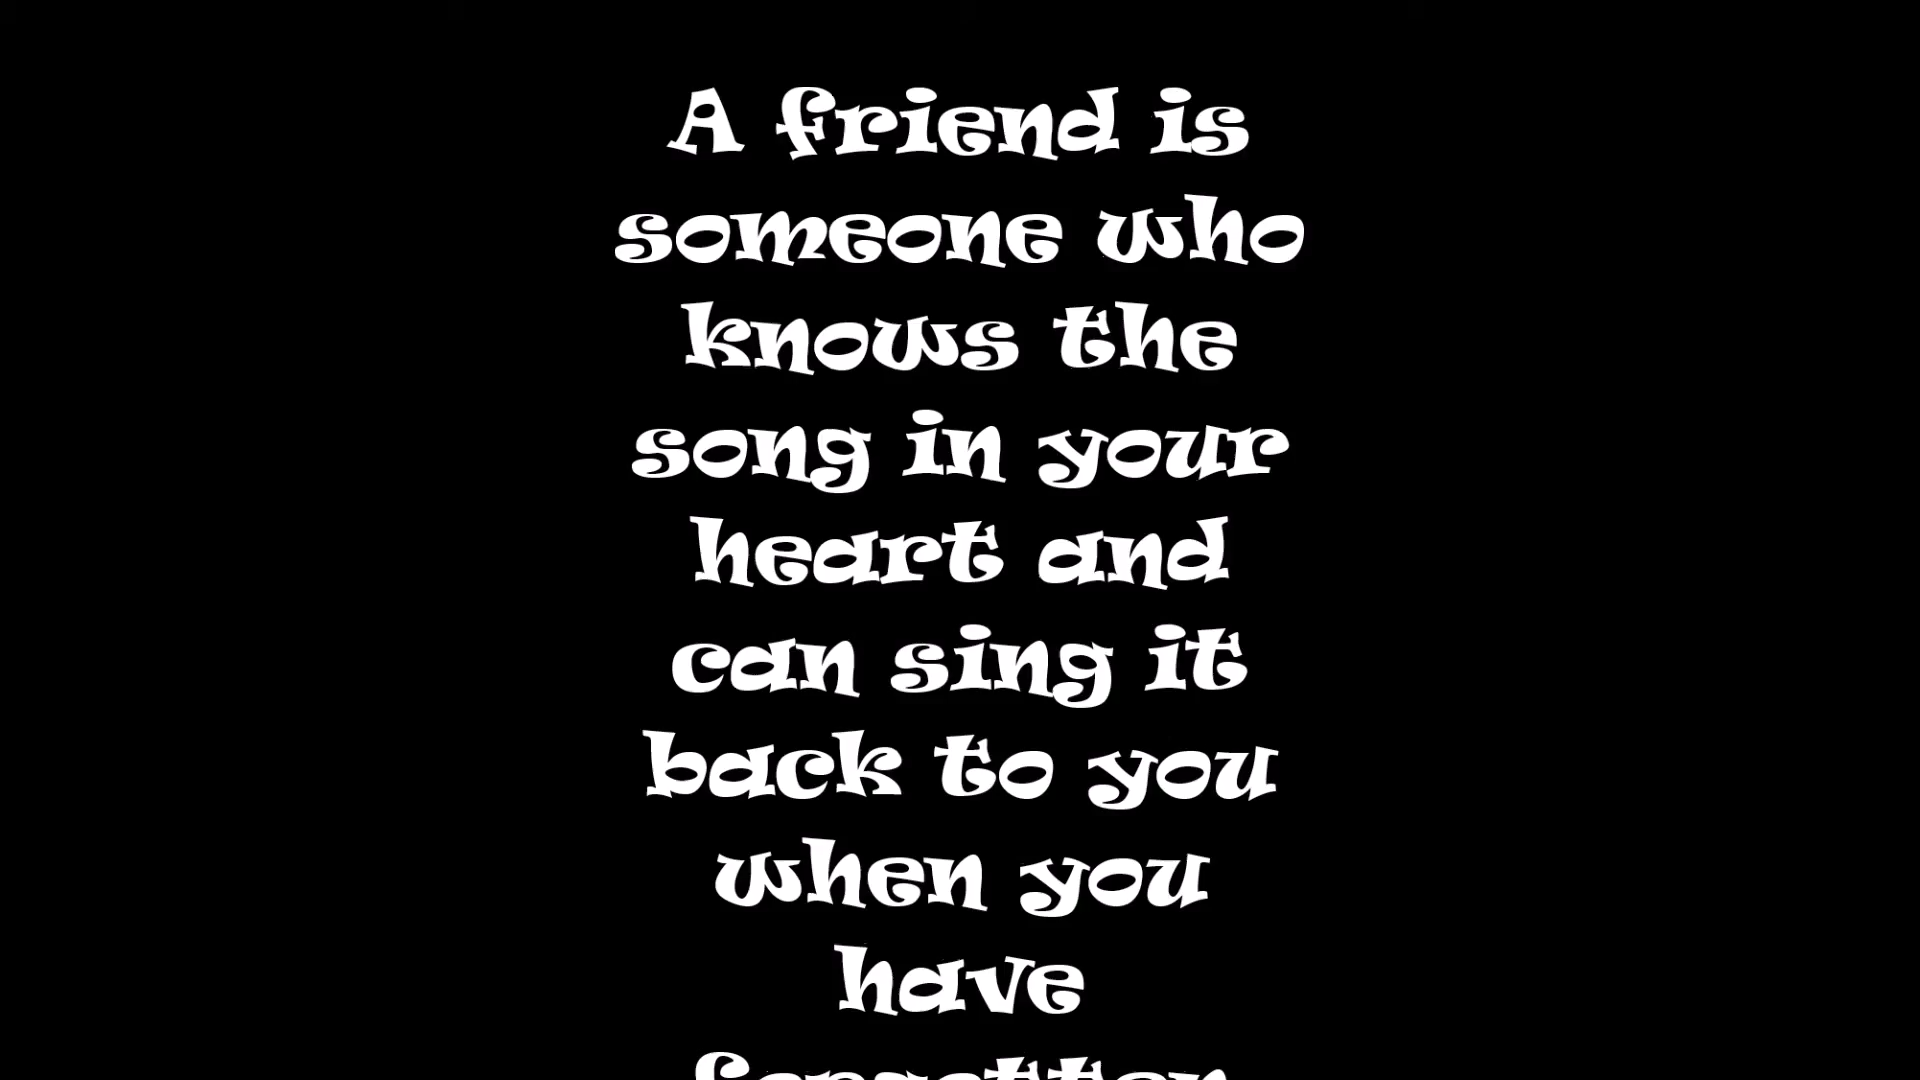 A friend is
someone who
knows the
song in your
heart and
can sing it
back to you
when you
have
forgotten